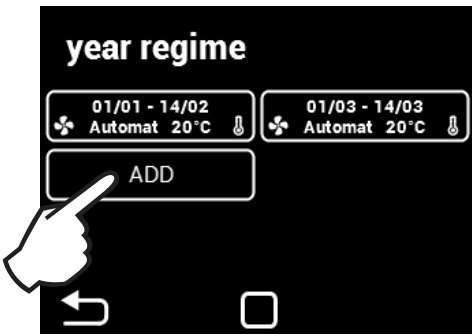 year regime
01/01 - 14/02
Automat 20°C
01/03 - 14/03
Automat 20°C
ADD